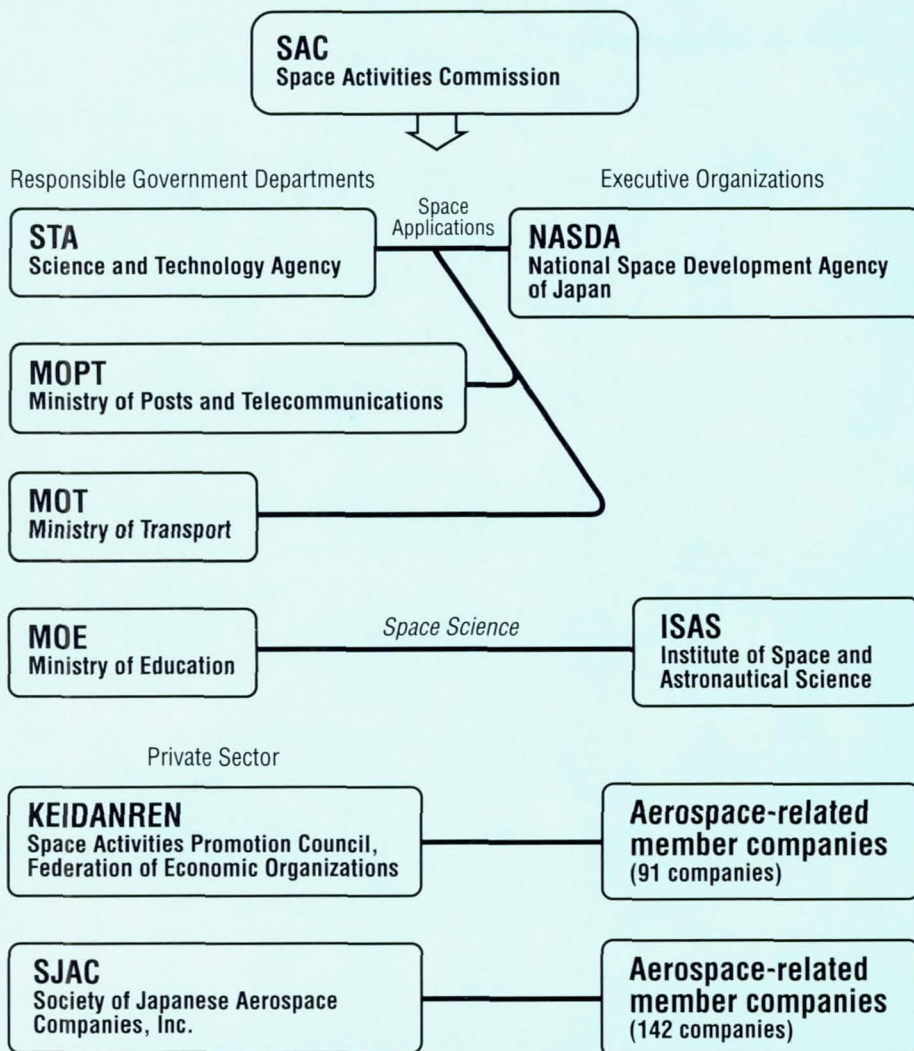 SAC
Space Activities Commission
Responsible Government Departments
Executive Organizations
Space
Applications
STA
Science and Technology Agency
NASDA
National Space Development Agency
of Japan
MOPT
Ministry of Posts and Telecommunications
MOT
Ministry of Transport
MOE
Ministry of Education
Space Science
ISAS
Institute of Space and
Astronautical Science
Private Sector
KEIDANREN
Space Activities Promotion Council,
Federation of Economic Organizations
Aerospace-related
member companies
(91 companies)
SJAC
Society of Japanese Aerospace
Companies, Inc.
Aerospace-related
member companies
(142 companies)